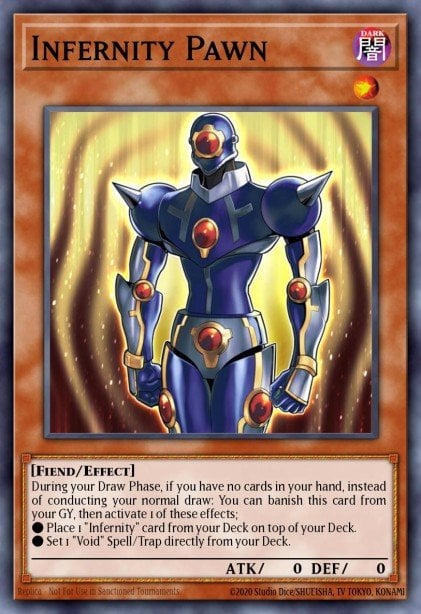 Infernity Pawn
DARK
闇
[Fiend/Effect]
During your Draw Phase, if you have no cards in your hand, instead
of conducting your normal draw: You can banish this card from
your GY, then activate 1 of these effects;
● Place 1 "Infernity" card from your Deck on top of your Deck.
● Set 1 "Void" Spell/Trap directly from your Deck.
ATK/ 0 DEF/ 0
Replica - Not For Use in Sanctioned Tournaments
©2020 Studio Dice/SHUEISHA, TV TOKYO, KONAMI